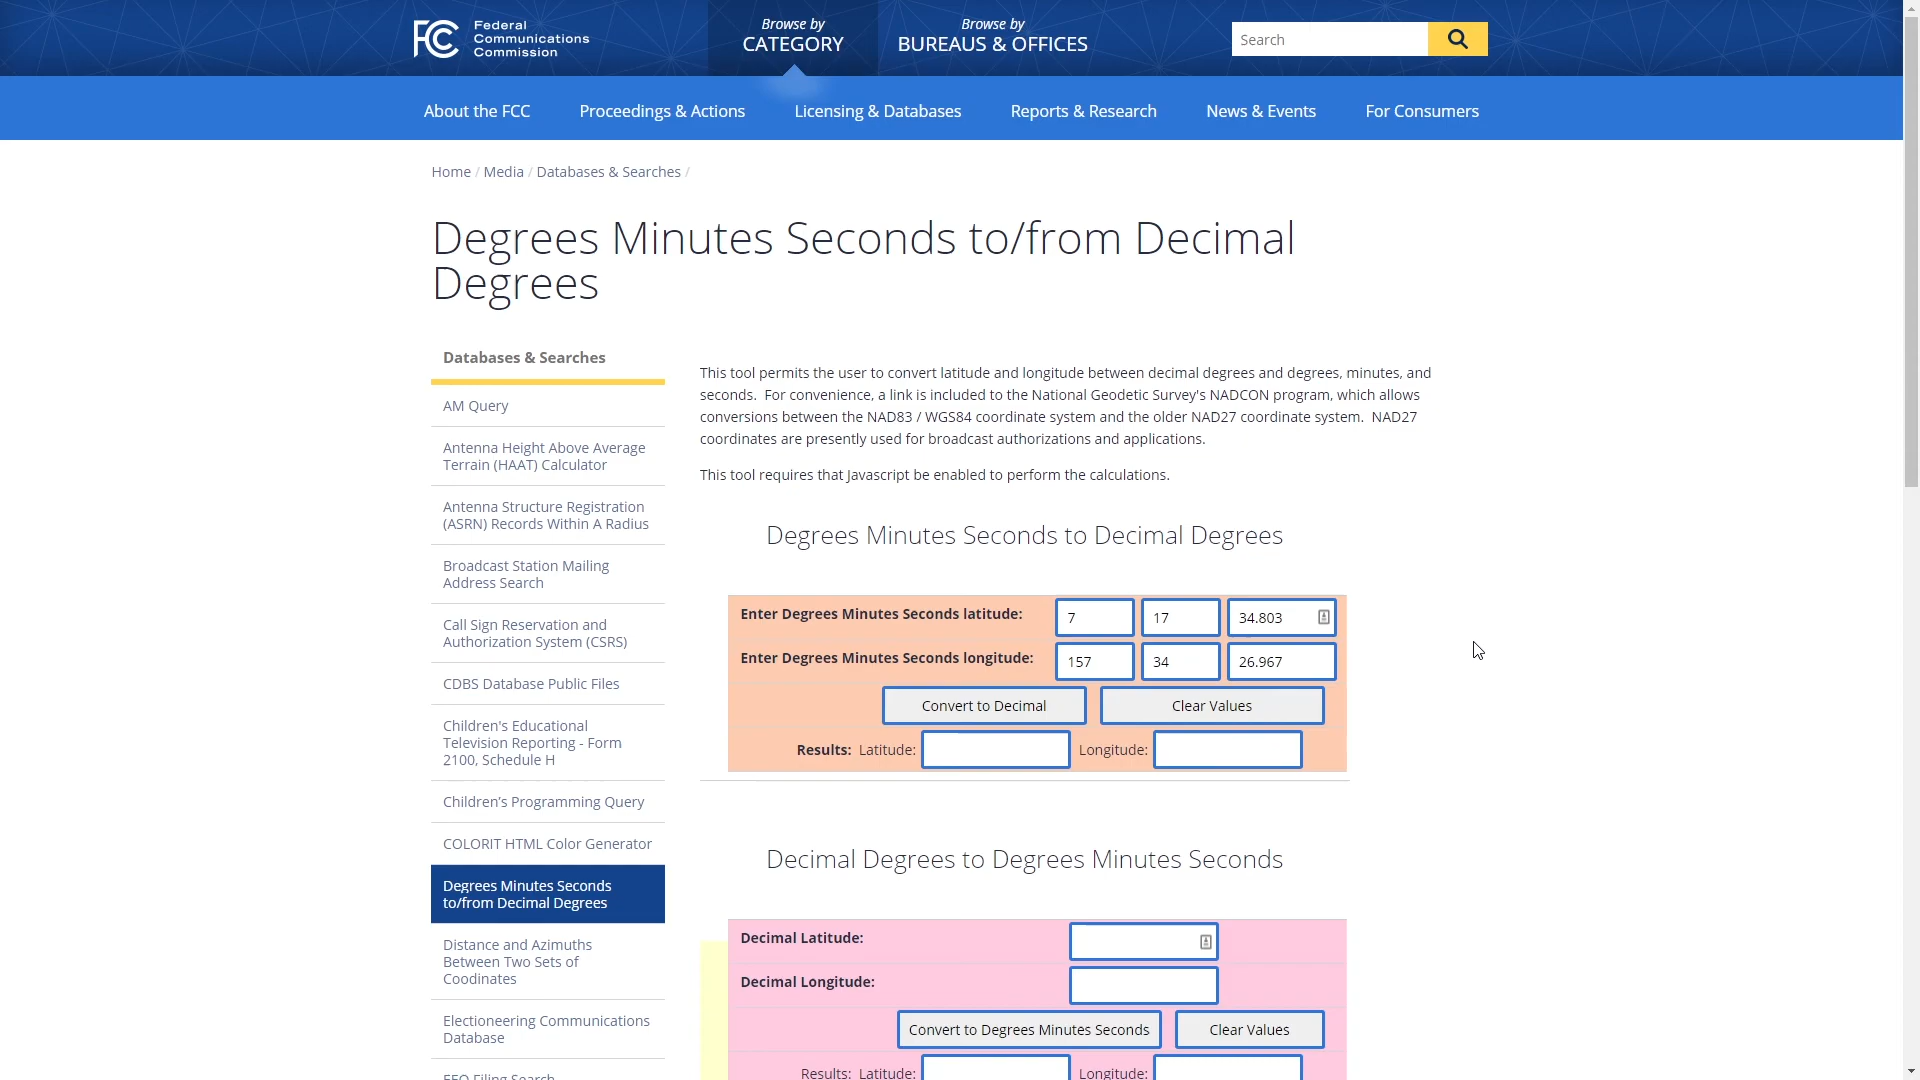 Federal
Communications
Commission
Browse by
CATEGORY
Browse by
BUREAUS & OFFICES
Search
About the FCC
Proceedings & Actions
Licensing & Databases
Reports & Research
News & Events
For Consumers
Home / Media / Databases & Searches /
Degrees Minutes Seconds to/from Decimal
Degrees
Databases & Searches
AM Query
Antenna Height Above Average
Terrain (HAAT) Calculator
Antenna Structure Registration
(ASRN) Records Within A Radius
Broadcast Station Mailing
Address Search
Call Sign Reservation and
Authorization System (CSRS)
CDBS Database Public Files
Children's Educational
Television Reporting - Form
2100, Schedule H
Children's Programming Query
COLORIT HTML Color Generator
Degrees Minutes Seconds
to/from Decimal Degrees
Distance and Azimuths
Between Two Sets of
Coodinates
Electioneering Communications
Database
EEO Filing Search
This tool permits the user to convert latitude and longitude between decimal degrees and degrees, minutes, and
seconds.  For convenience, a link is included to the National Geodetic Survey's NADCON program, which allows
conversions between the NAD83 / WGS84 coordinate system and the older NAD27 coordinate system.  NAD27
coordinates are presently used for broadcast authorizations and applications.
This tool requires that Javascript be enabled to perform the calculations.
Degrees Minutes Seconds to Decimal Degrees
Enter Degrees Minutes Seconds latitude: 7 17 34.803
Enter Degrees Minutes Seconds longitude: 157 34 26.967
Convert to Decimal Clear Values
Results: Latitude: Longitude:
Decimal Degrees to Degrees Minutes Seconds
Decimal Latitude:
Decimal Longitude:
Convert to Degrees Minutes Seconds Clear Values
Results: Latitude: Longitude: